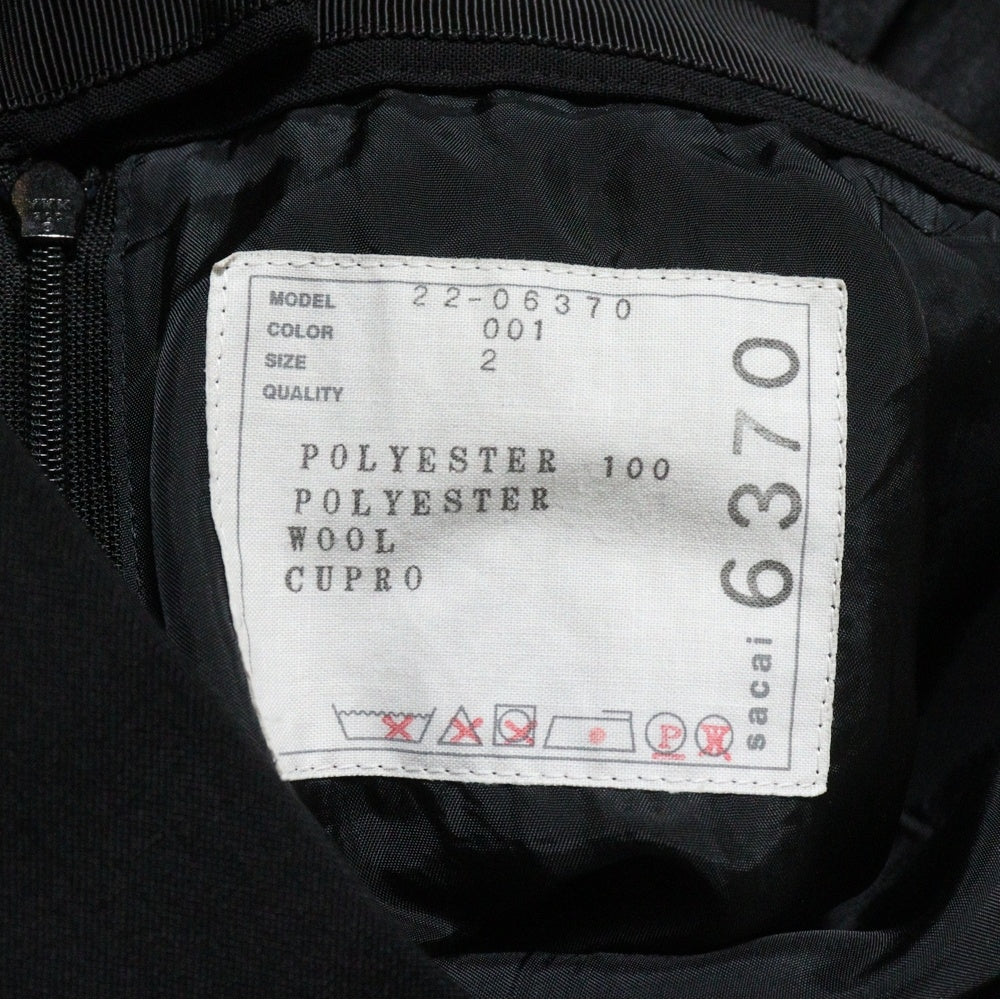 MODEL 22-06370
COLOR 001
SIZE 2
QUALITY
POLYESTER 100
POLYESTER
WOOL
CUPRO
P W
sacai 6370